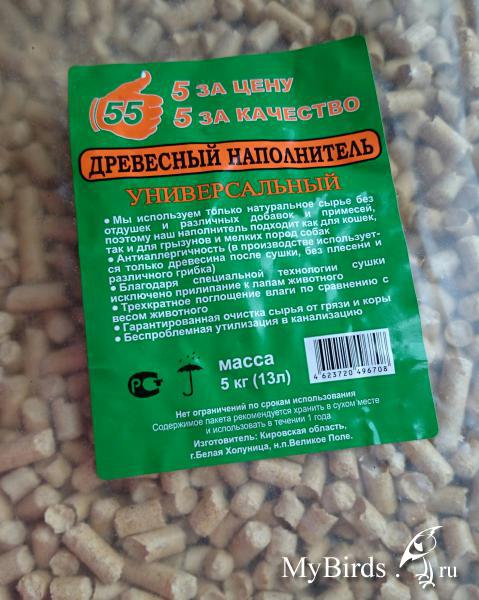 55
5 ЗА ЦЕНУ
5 ЗА КАЧЕСТВО
ДРЕВЕСНЫЙ НАПОЛНИТЕЛЬ
УНИВЕРСАЛЬНЫЙ
• Мы используем только натуральное сырье без
отдушек и различных добавок и примесей,
поэтому наш наполнитель подходит как для кошек,
так и для грызунов и мелких пород собак
• Антиаллергичность (в производстве использует-
ся только древесина после сушки, без плесени и
различного грибка)
• Благодаря специальной технологии сушки
исключено прилипание к лапам животного
• Трехкратное поглощение влаги по сравнению с
весом животного
• Гарантированная очистка сырья от грязи и коры
• Беспроблемная утилизация в канализацию
РСТ
масса
5 кг (13л)
4 623720 496708
Нет ограничений по срокам использования
Содержимое пакета рекомендуется хранить в сухом месте
и использовать в течении 1 года
Изготовитель: Кировская область,
г.Белая Холуница, н.п.Великое Поле.
MyBirds.ru